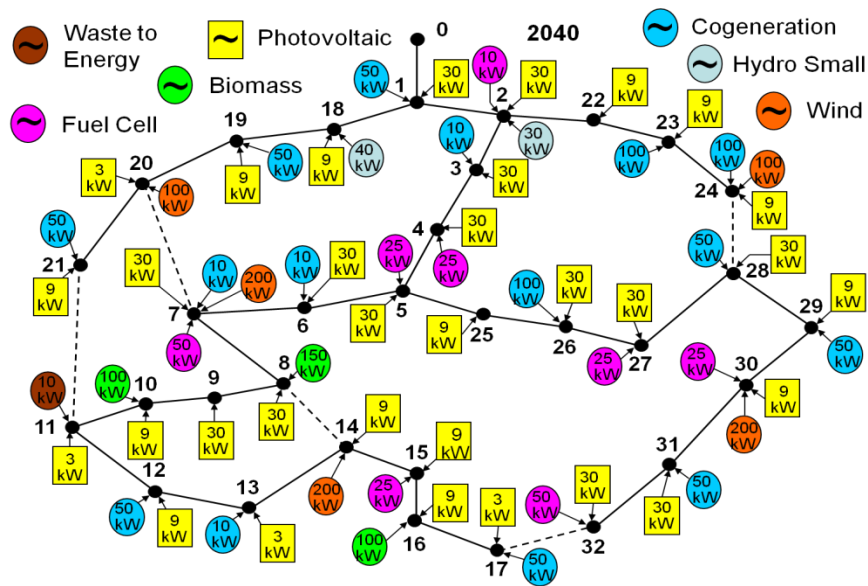 0
2040
Waste to
Energy
Photovoltaic
Cogeneration
Biomass
Hydro Small
Fuel Cell
Wind
50
kW
1
30
kW
10
kW
2
30
kW
30
kW
22
9
kW
23
9
kW
100
kW
100
kW
100
kW
24
9
kW
19
9
kW
50
kW
18
9
kW
40
kW
10
kW
3
30
kW
20
3
kW
100
kW
4
30
kW
25
kW
50
kW
21
9
kW
30
kW
10
kW
200
kW
7
50
kW
10
kW
30
kW
6
25
kW
5
30
kW
25
9
kW
100
kW
30
kW
26
30
kW
27
25
kW
50
kW
30
kW
28
9
kW
29
50
kW
8
150
kW
30
kW
9
30
kW
100
kW
10
9
kW
10
kW
11
3
kW
12
50
kW
9
kW
13
10
kW
3
kW
14
9
kW
200
kW
15
9
kW
25
kW
9
kW
16
100
kW
3
kW
17
50
kW
50
kW
30
kW
32
31
30
kW
50
kW
25
kW
30
9
kW
200
kW